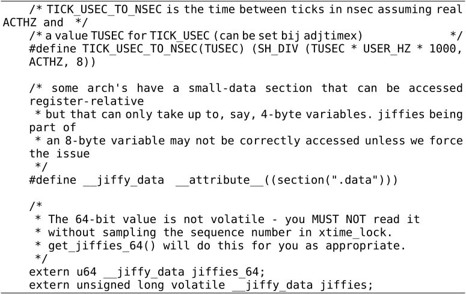 /* TICK_USEC_TO_NSEC is the time between ticks in nsec assuming real
ACTHZ and  */
/* a value TUSEC for TICK_USEC (can be set bij adjtimex)             */
#define TICK_USEC_TO_NSEC(TUSEC) (SH_DIV (TUSEC * USER_HZ * 1000,
ACTHZ, 8))

/* some arch's have a small-data section that can be accessed
register-relative
 * but that can only take up to, say, 4-byte variables. jiffies being
part of
 * an 8-byte variable may not be correctly accessed unless we force
the issue
 */
#define __jiffy_data  __attribute__((section(".data")))

/*
 * The 64-bit value is not volatile - you MUST NOT read it
 * without sampling the sequence number in xtime_lock.
 * get_jiffies_64() will do this for you as appropriate.
 */
extern u64 __jiffy_data jiffies_64;
extern unsigned long volatile __jiffy_data jiffies;